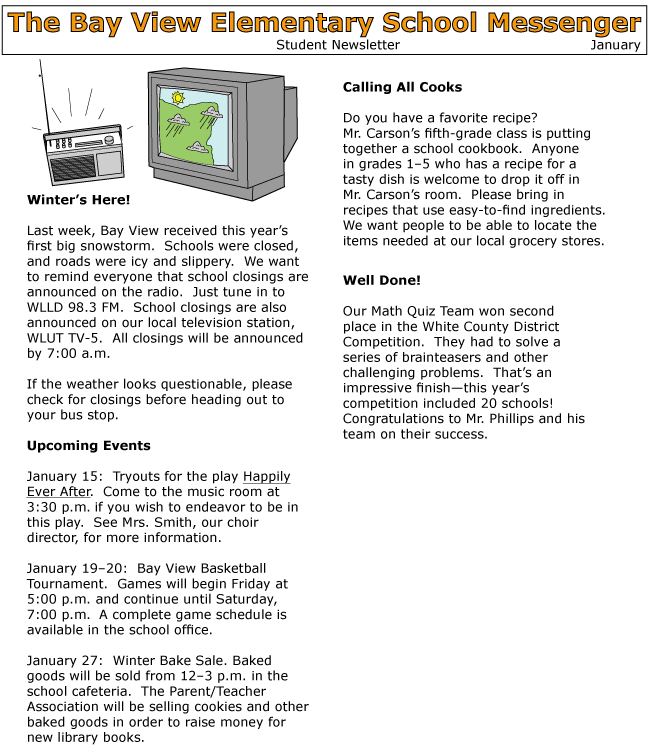 The Bay View Elementary School Messenger
Student Newsletter
January
Winter’s Here!
Last week, Bay View received this year’s
first big snowstorm.  Schools were closed,
and roads were icy and slippery.  We want
to remind everyone that school closings are
announced on the radio.  Just tune in to
WLLD 98.3 FM.  School closings are also
announced on our local television station,
WLUT TV-5.  All closings will be announced
by 7:00 a.m.
If the weather looks questionable, please
check for closings before heading out to
your bus stop.
Upcoming Events
January 15:  Tryouts for the play Happily
Ever After.  Come to the music room at
3:30 p.m. if you wish to endeavor to be in
this play.  See Mrs. Smith, our choir
director, for more information.
January 19–20:  Bay View Basketball
Tournament.  Games will begin Friday at
5:00 p.m. and continue until Saturday,
7:00 p.m.  A complete game schedule is
available in the school office.
January 27:  Winter Bake Sale. Baked
goods will be sold from 12–3 p.m. in the
school cafeteria.  The Parent/Teacher
Association will be selling cookies and other
baked goods in order to raise money for
new library books.
Calling All Cooks
Do you have a favorite recipe?
Mr. Carson’s fifth-grade class is putting
together a school cookbook.  Anyone
in grades 1–5 who has a recipe for a
tasty dish is welcome to drop it off in
Mr. Carson’s room.  Please bring in
recipes that use easy-to-find ingredients.
We want people to be able to locate the
items needed at our local grocery stores.
Well Done!
Our Math Quiz Team won second
place in the White County District
Competition.  They had to solve a
series of brainteasers and other
challenging problems.  That’s an
impressive finish—this year’s
competition included 20 schools!
Congratulations to Mr. Phillips and his
team on their success.